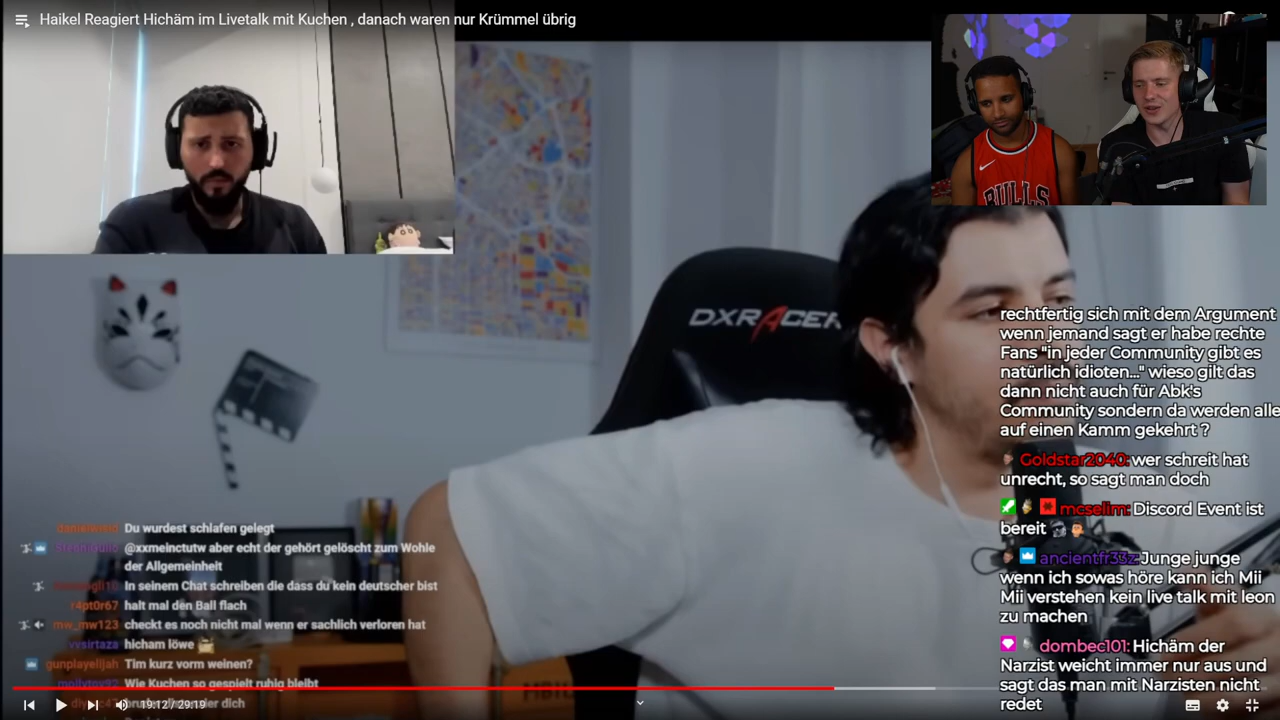 Haikel Reagiert Hichäm im Livetalk mit Kuchen , danach waren nur Krümmel übrig
BULLS
DXRACER
rechtfertig sich mit dem Argument
wenn jemand sagt er habe rechte
Fans "in jeder Community gibt es
natürlich idioten..." wieso gilt das
dann nicht auch für Abk's
Community sondern da werden alle
auf einen Kamm gekehrt ?
Goldstar2040: wer schreit hat
unrecht, so sagt man doch
mcselim: Discord Event ist
bereit
ancientfr33z: Junge junge
wenn ich sowas höre kann ich Mii
Mii verstehen kein live talk mit leon
zu machen
dombec101: Hichäm der
Narzist weicht immer nur aus und
sagt das man mit Narzisten nicht
redet
Du wurdest schlafen gelegt
@xxmeinctutw aber echt der gehört gelöscht zum Wohle
der Allgemeinheit
In seinem Chat schreiben die dass du kein deutscher bist
r4pt0r67 halt mal den Ball flach
mw_mw123 checkt es noch nicht mal wenn er sachlich verloren hat
vvsirtaza hicham löwe
gunplayelijah Tim kurz vorm weinen?
Wie Kuchen so gespielt ruhig bleibt
19:12 / 29:19